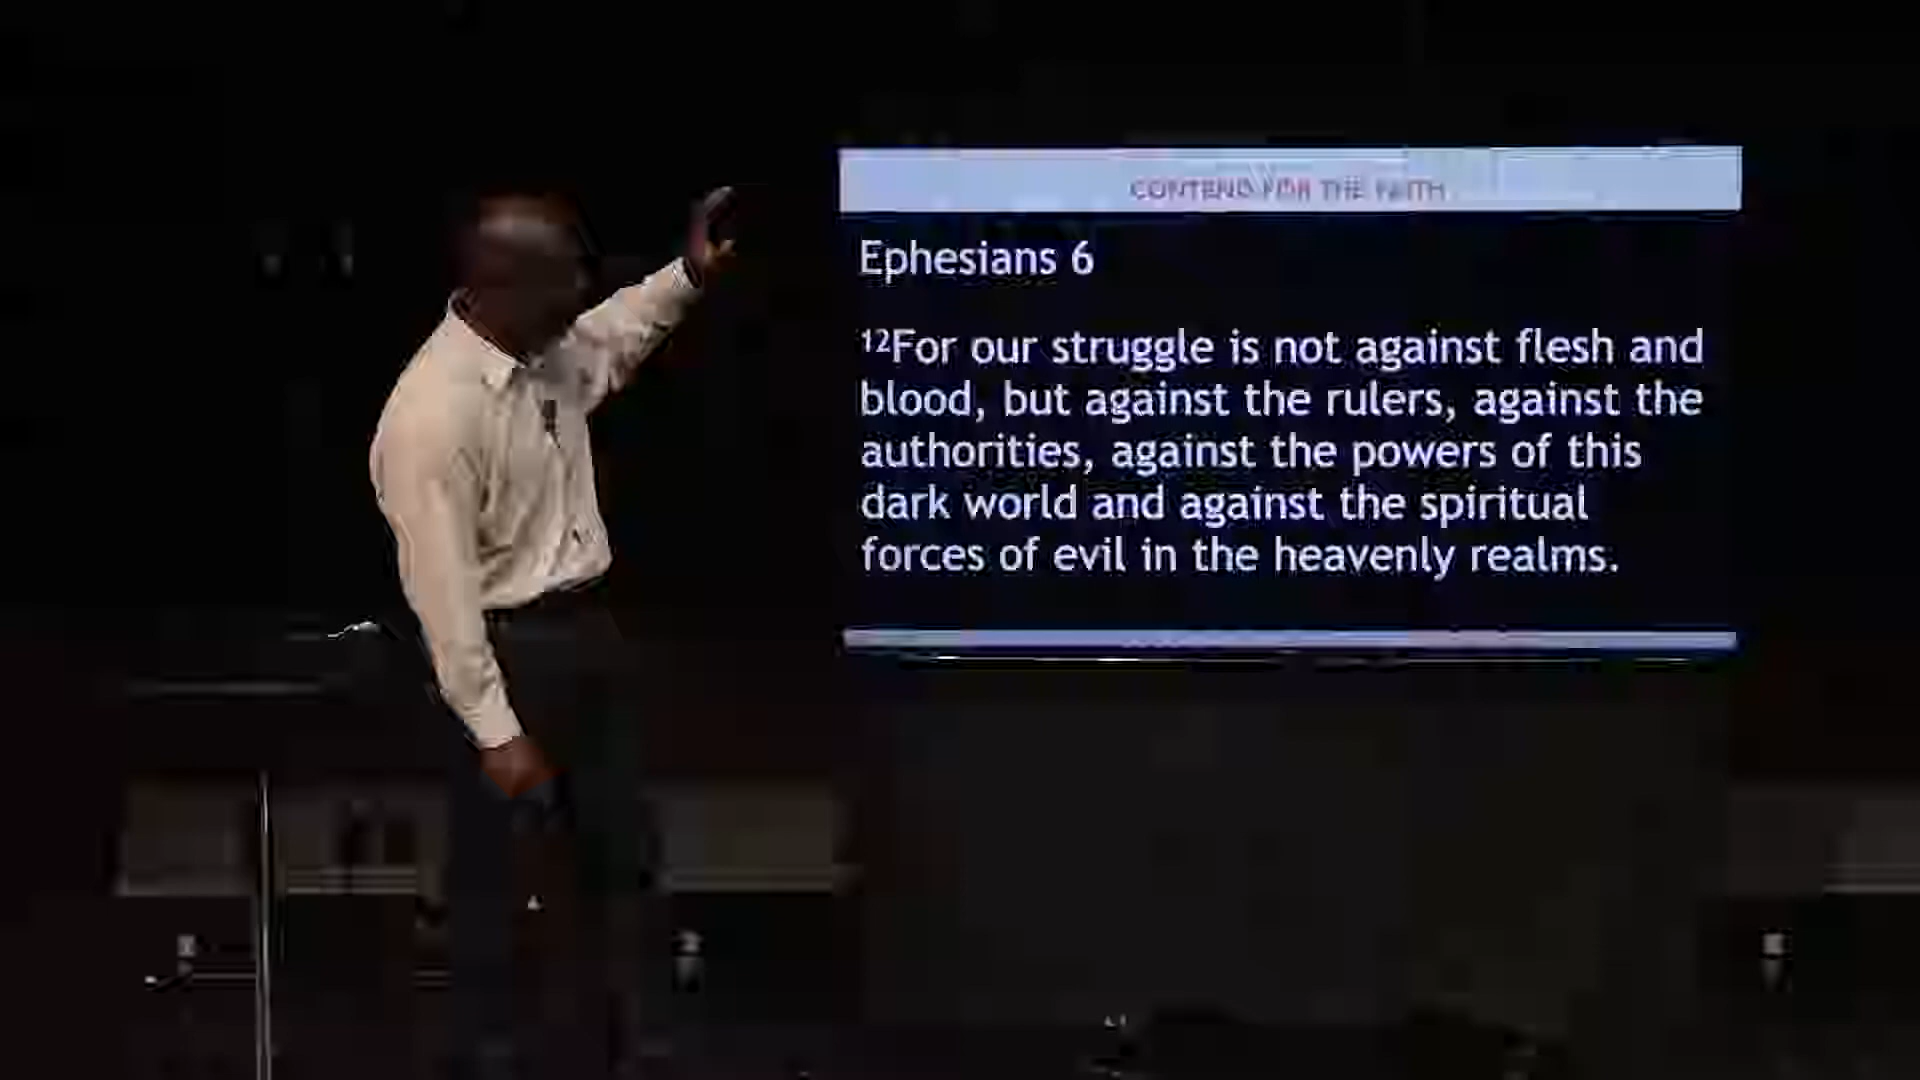 CONTEND FOR THE FAITH
Ephesians 6
¹²For our struggle is not against flesh and
blood, but against the rulers, against the
authorities, against the powers of this
dark world and against the spiritual
forces of evil in the heavenly realms.